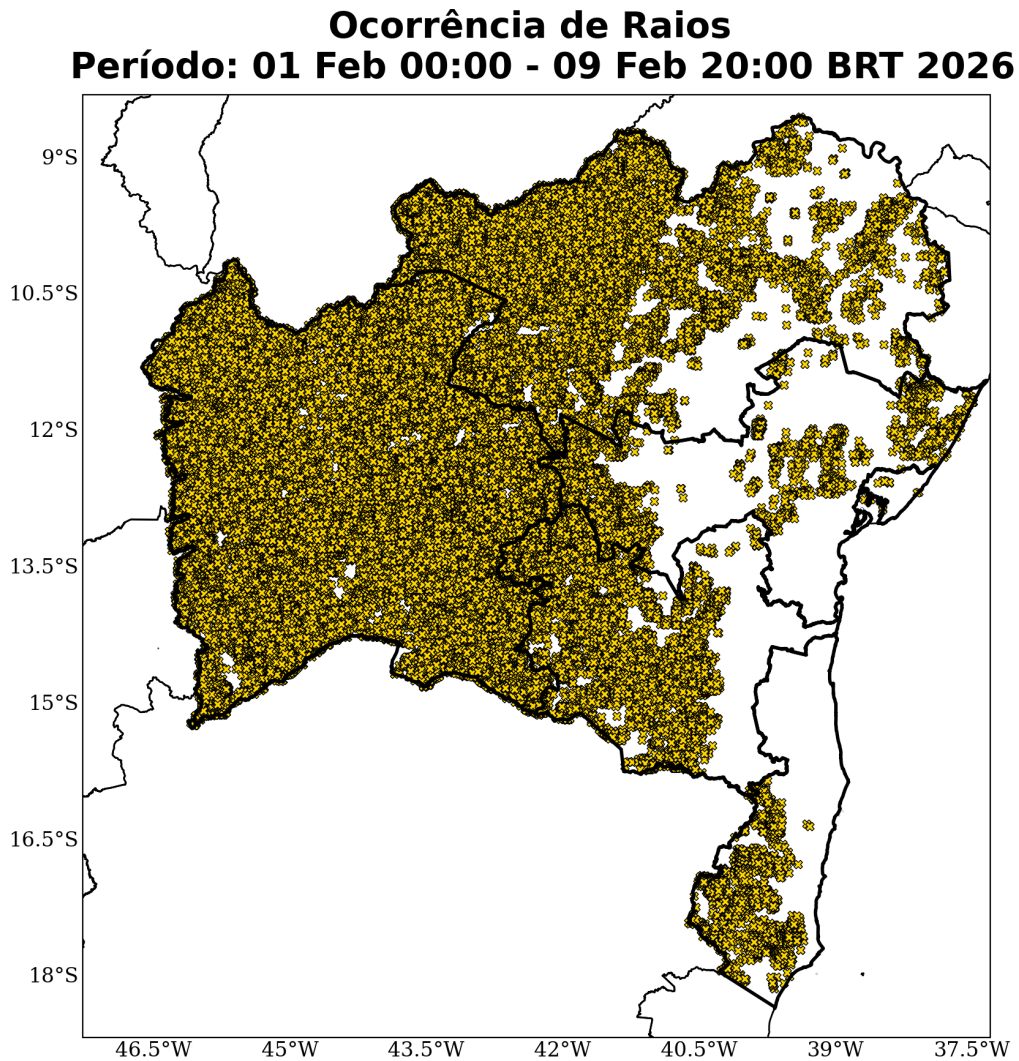 Ocorrência de Raios
Período: 01 Feb 00:00 - 09 Feb 20:00 BRT 2026
9°S
10.5°S
12°S
13.5°S
15°S
16.5°S
18°S
46.5°W 45°W 43.5°W 42°W 40.5°W 39°W 37.5°W